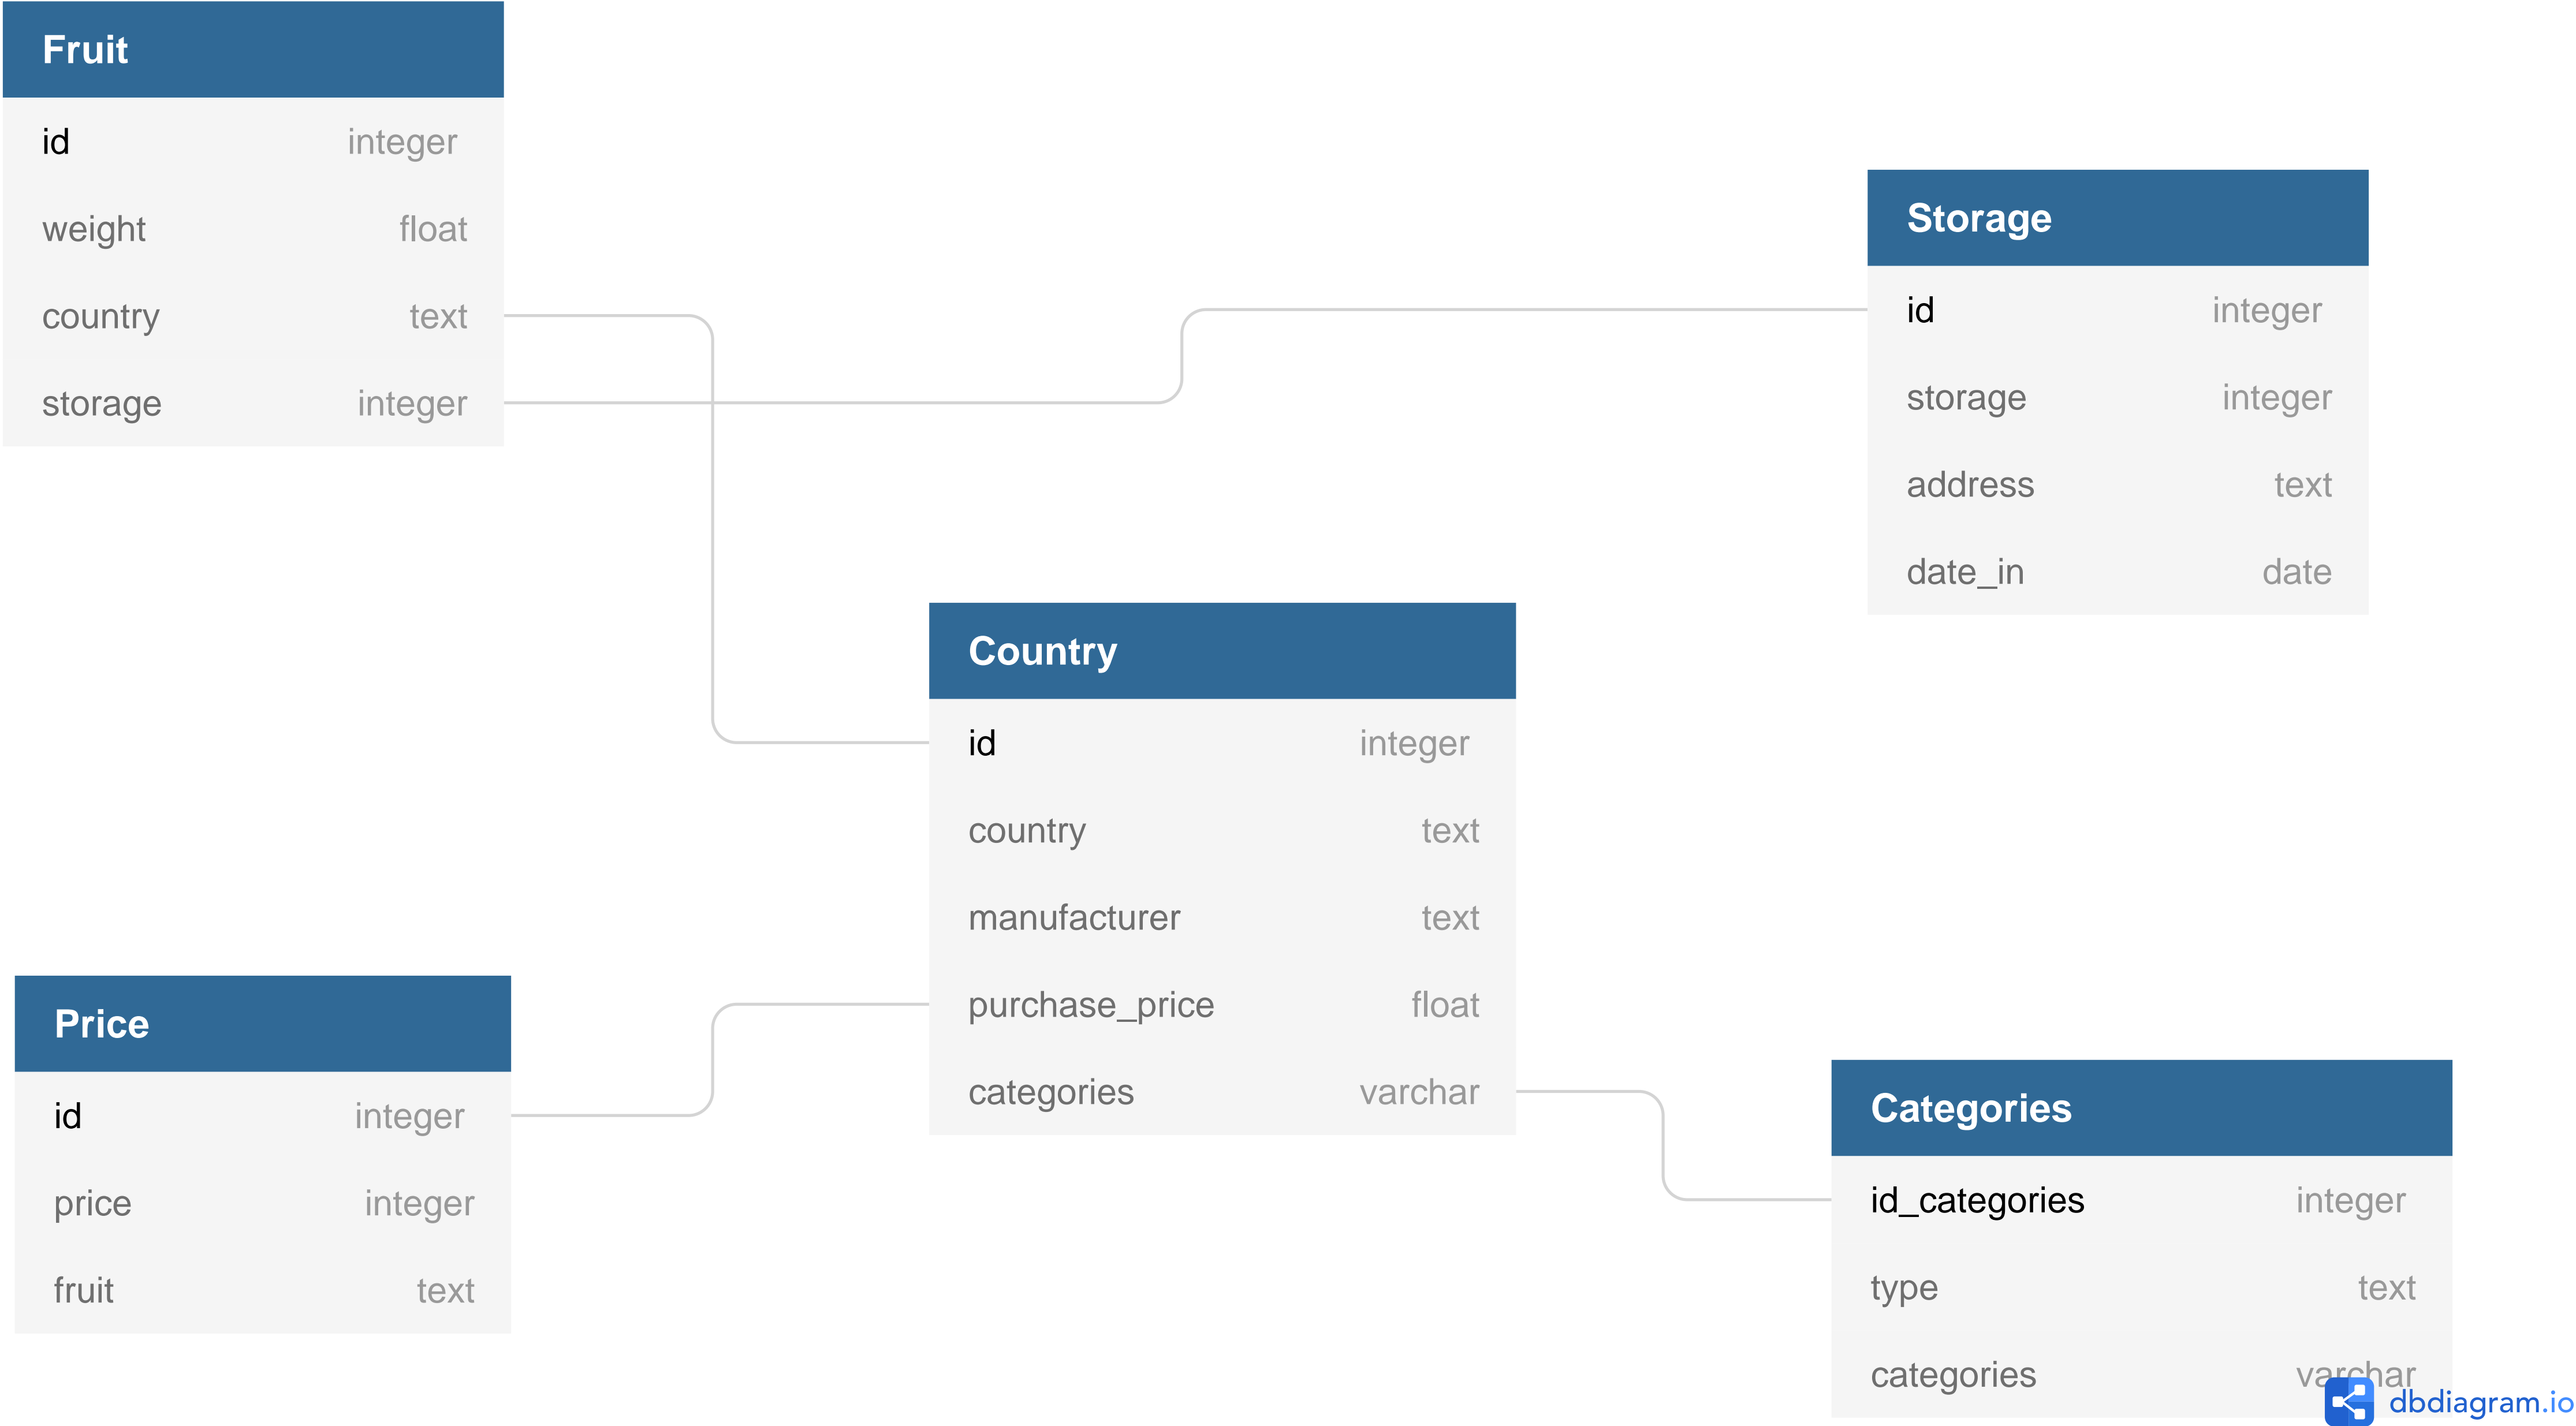 Fruit
id integer
weight float
country text
storage integer
Storage
id integer
storage integer
address text
date_in date
Country
id integer
country text
manufacturer text
purchase_price float
categories varchar
Price
id integer
price integer
fruit text
Categories
id_categories integer
type text
categories varchar
dbdiagram.io